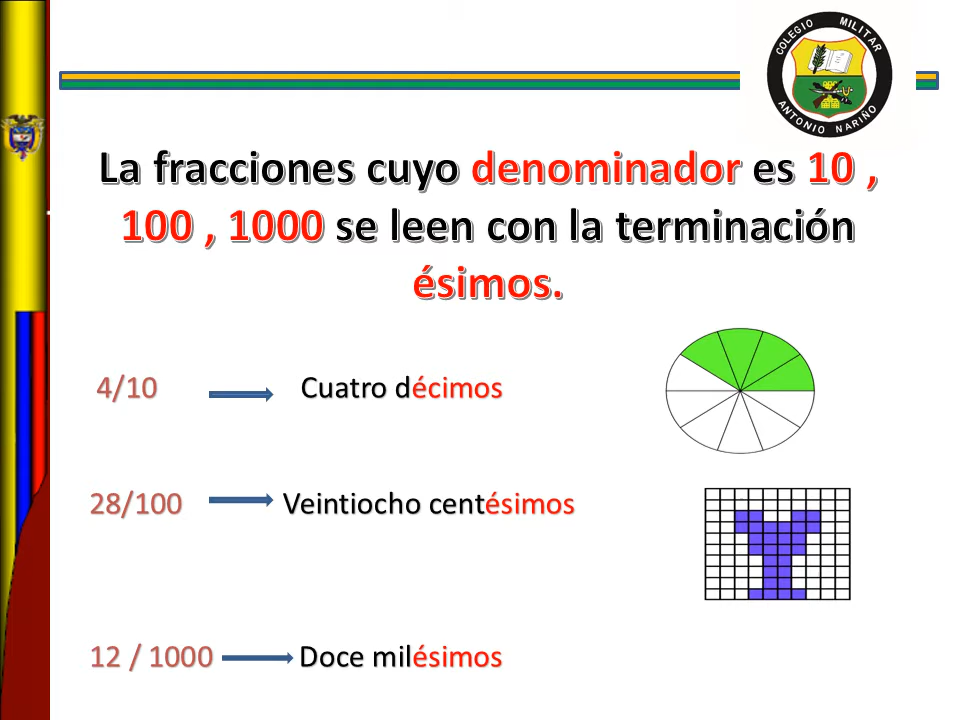 COLEGIO MILITAR
ANTONIO NARIÑO
La fracciones cuyo denominador es 10 ,
100 , 1000 se leen con la terminación
ésimos.
4/10 Cuatro décimos
28/100 Veintiocho centésimos
12 / 1000 Doce milésimos